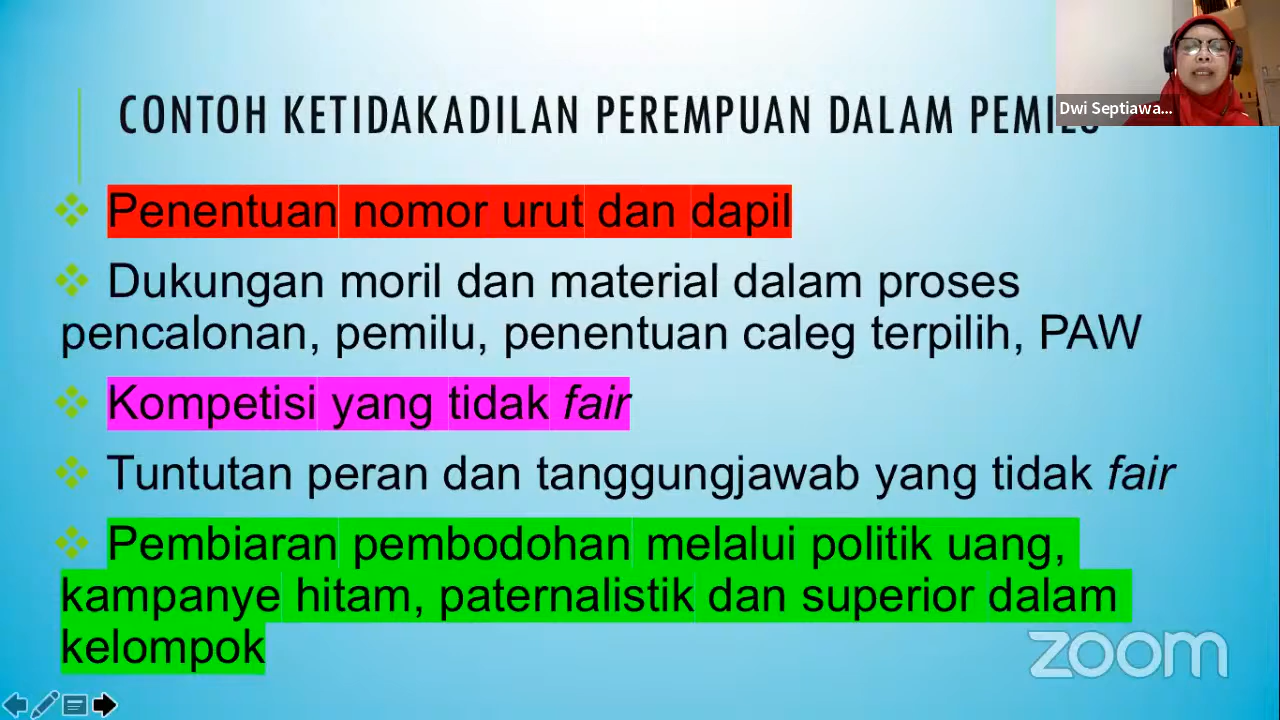 CONTOH KETIDAKADILAN PEREMPUAN DALAM PEMILU
Dwi Septiawa...
Penentuan nomor urut dan dapil
Dukungan moril dan material dalam proses
pencalonan, pemilu, penentuan caleg terpilih, PAW
Kompetisi yang tidak fair
Tuntutan peran dan tanggungjawab yang tidak fair
Pembiaran pembodohan melalui politik uang,
kampanye hitam, paternalistik dan superior dalam
kelompok
zoom